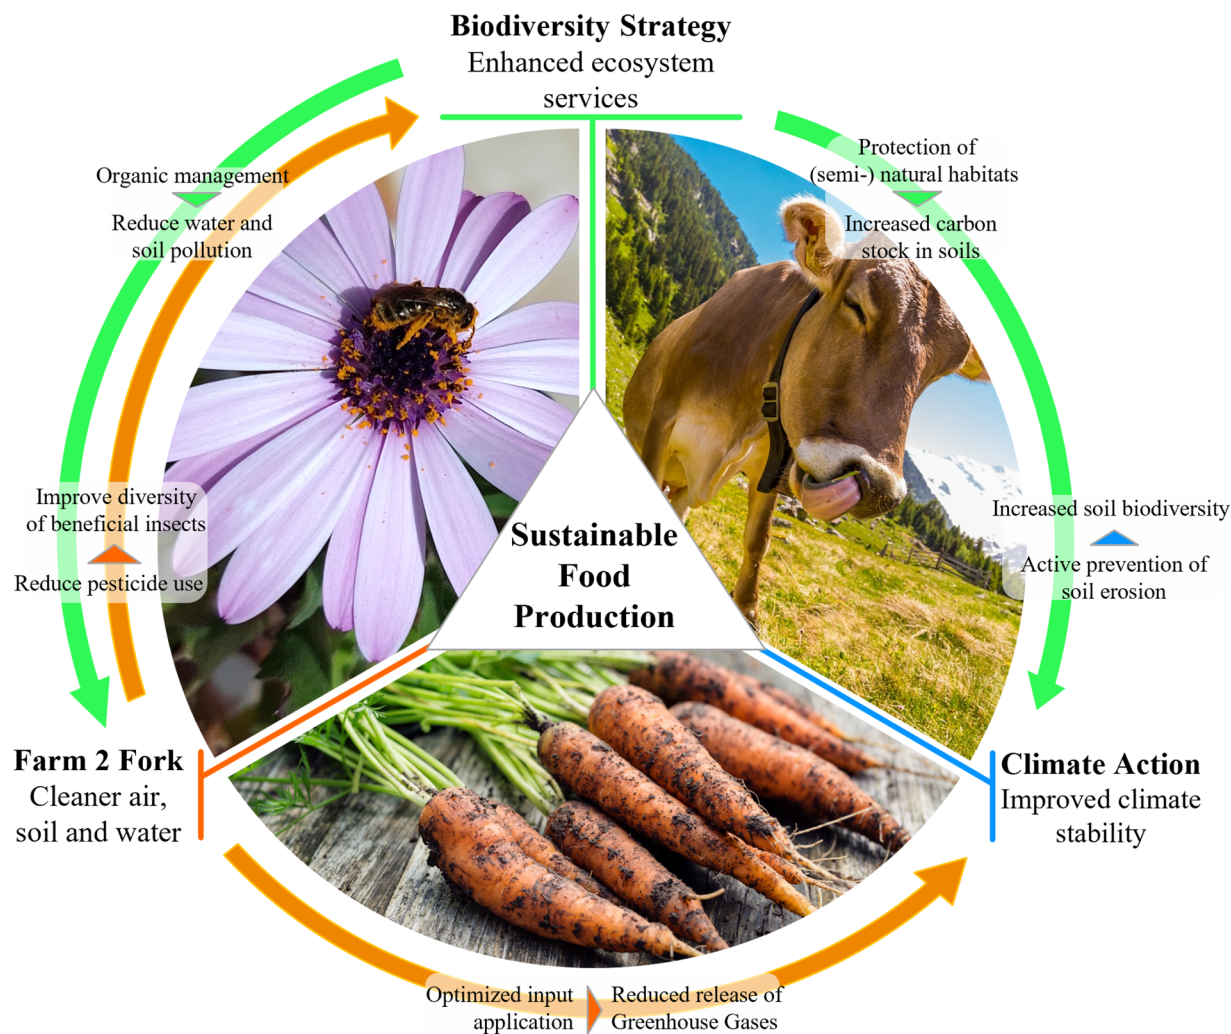 Biodiversity Strategy
Enhanced ecosystem
services
Organic management
Reduce water and
soil pollution
Protection of
(semi-) natural habitats
Increased carbon
stock in soils
Improve diversity
of beneficial insects
Reduce pesticide use
Increased soil biodiversity
Active prevention of
soil erosion
Sustainable
Food
Production
Farm 2 Fork
Cleaner air,
soil and water
Climate Action
Improved climate
stability
Optimized input
application
Reduced release of
Greenhouse Gases